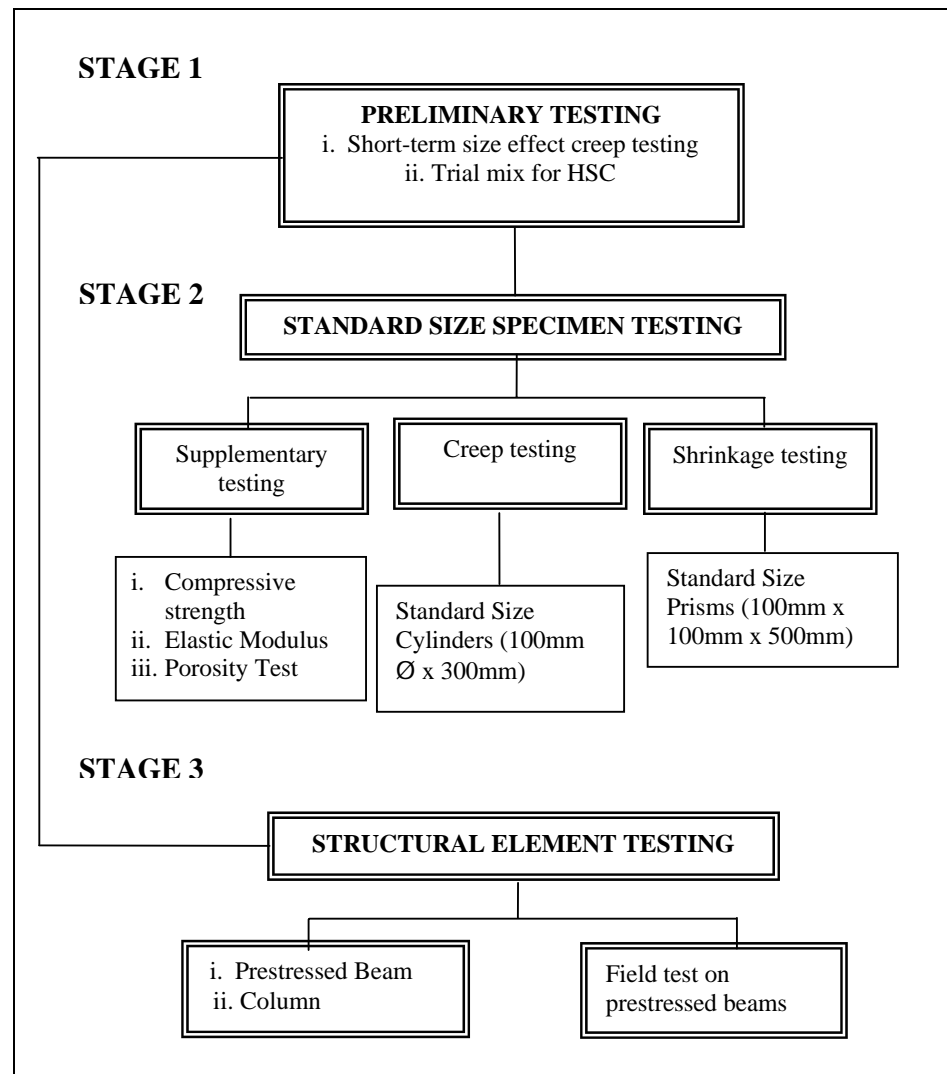 STAGE 1
PRELIMINARY TESTING
i. Short-term size effect creep testing
ii. Trial mix for HSC
STAGE 2
STANDARD SIZE SPECIMEN TESTING
Supplementary
testing
Creep testing
Shrinkage testing
i. Compressive
strength
ii. Elastic Modulus
iii. Porosity Test
Standard Size
Cylinders (100mm
Ø x 300mm)
Standard Size
Prisms (100mm x
100mm x 500mm)
STAGE 3
STRUCTURAL ELEMENT TESTING
i. Prestressed Beam
ii. Column
Field test on
prestressed beams